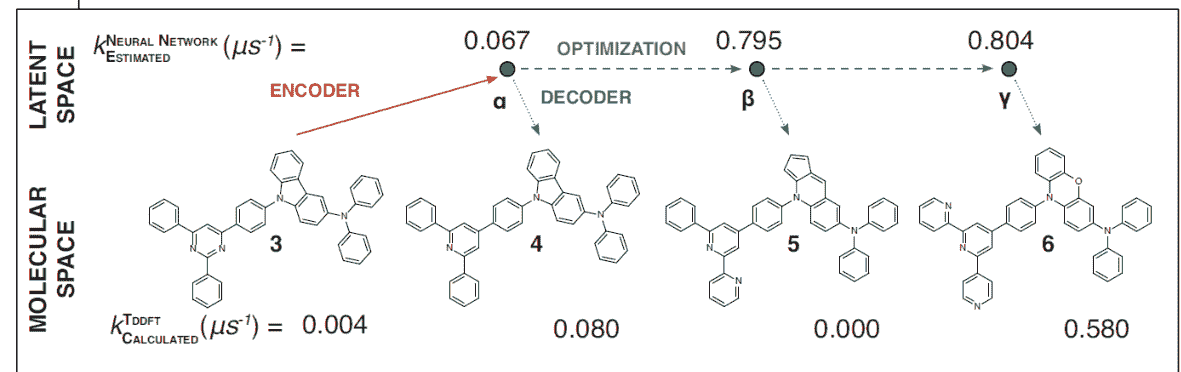 LATENT SPACE
k NEURAL NETWORK ESTIMATED (μs⁻¹) = 0.067 0.795 0.804
OPTIMIZATION
ENCODER
DECODER
α β γ
MOLECULAR SPACE
N N N N 3
N N N 4
N N N N 5
N N N O N N 6
k TDDFT CALCULATED (μs⁻¹) = 0.004 0.080 0.000 0.580